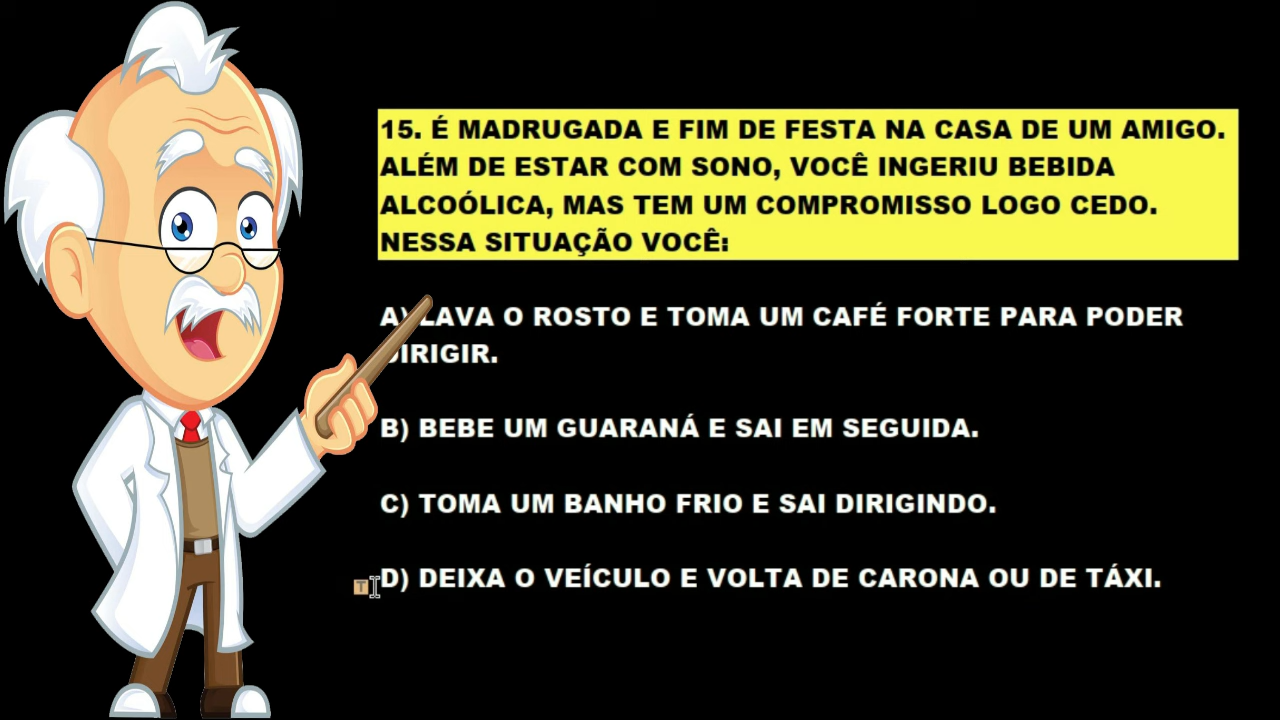 15. É MADRUGADA E FIM DE FESTA NA CASA DE UM AMIGO.
ALÉM DE ESTAR COM SONO, VOCÊ INGERIU BEBIDA
ALCOÓLICA, MAS TEM UM COMPROMISSO LOGO CEDO.
NESSA SITUAÇÃO VOCÊ:
A) LAVA O ROSTO E TOMA UM CAFÉ FORTE PARA PODER
DIRIGIR.
B) BEBE UM GUARANÁ E SAI EM SEGUIDA.
C) TOMA UM BANHO FRIO E SAI DIRIGINDO.
D) DEIXA O VEÍCULO E VOLTA DE CARONA OU DE TÁXI.